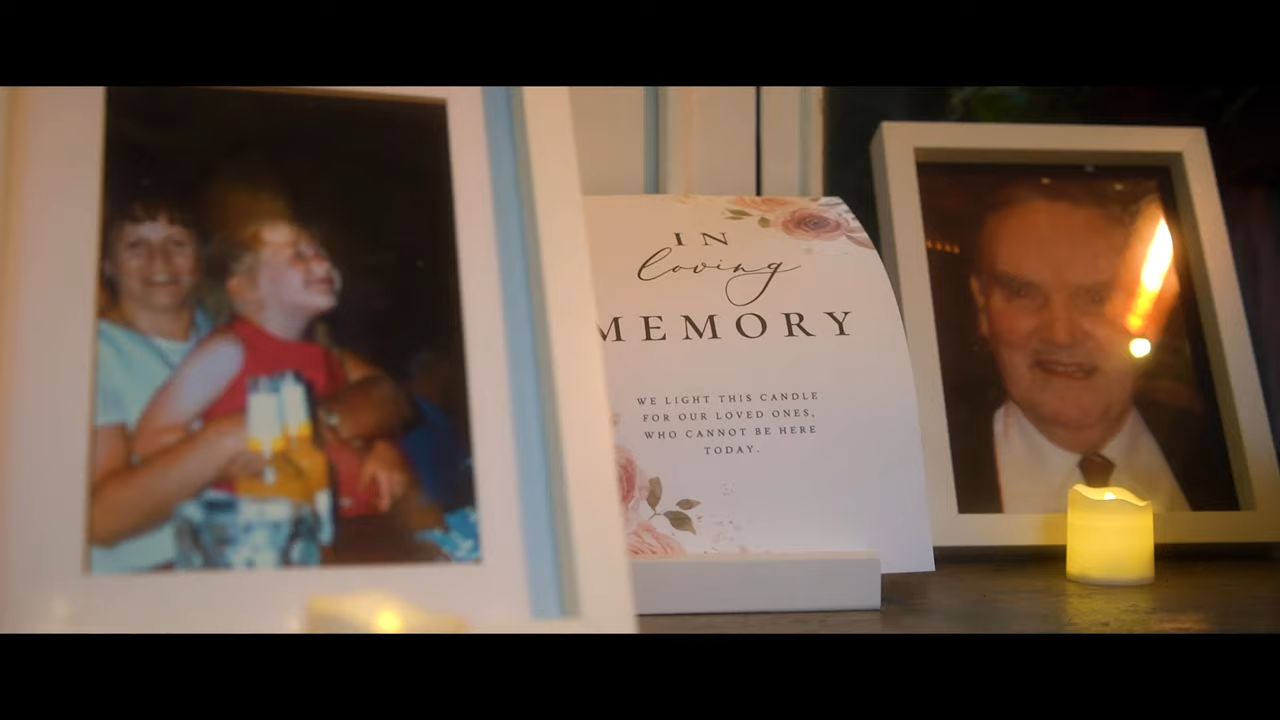 IN
loving
MEMORY
WE LIGHT THIS CANDLE
FOR OUR LOVED ONES,
WHO CANNOT BE HERE
TODAY.